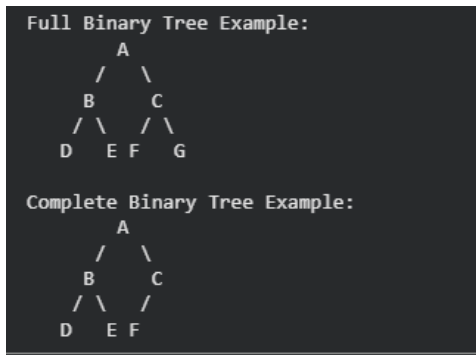 Full Binary Tree Example:
        A
      /   \
     B     C
    / \   / \
   D   E F   G

Complete Binary Tree Example:
        A
      /   \
     B     C
    / \   /
   D   E F